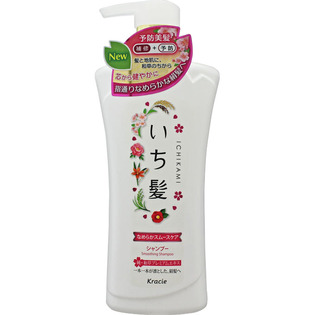 New
予防美髪
補修+予防
髪と地肌に、
和草のちから
芯から健やかに
指通りなめらかな絹髪へ
いち髪
ICHIKAMI
なめらかスムースケア
シャンプー
Smoothing Shampoo
Kracie